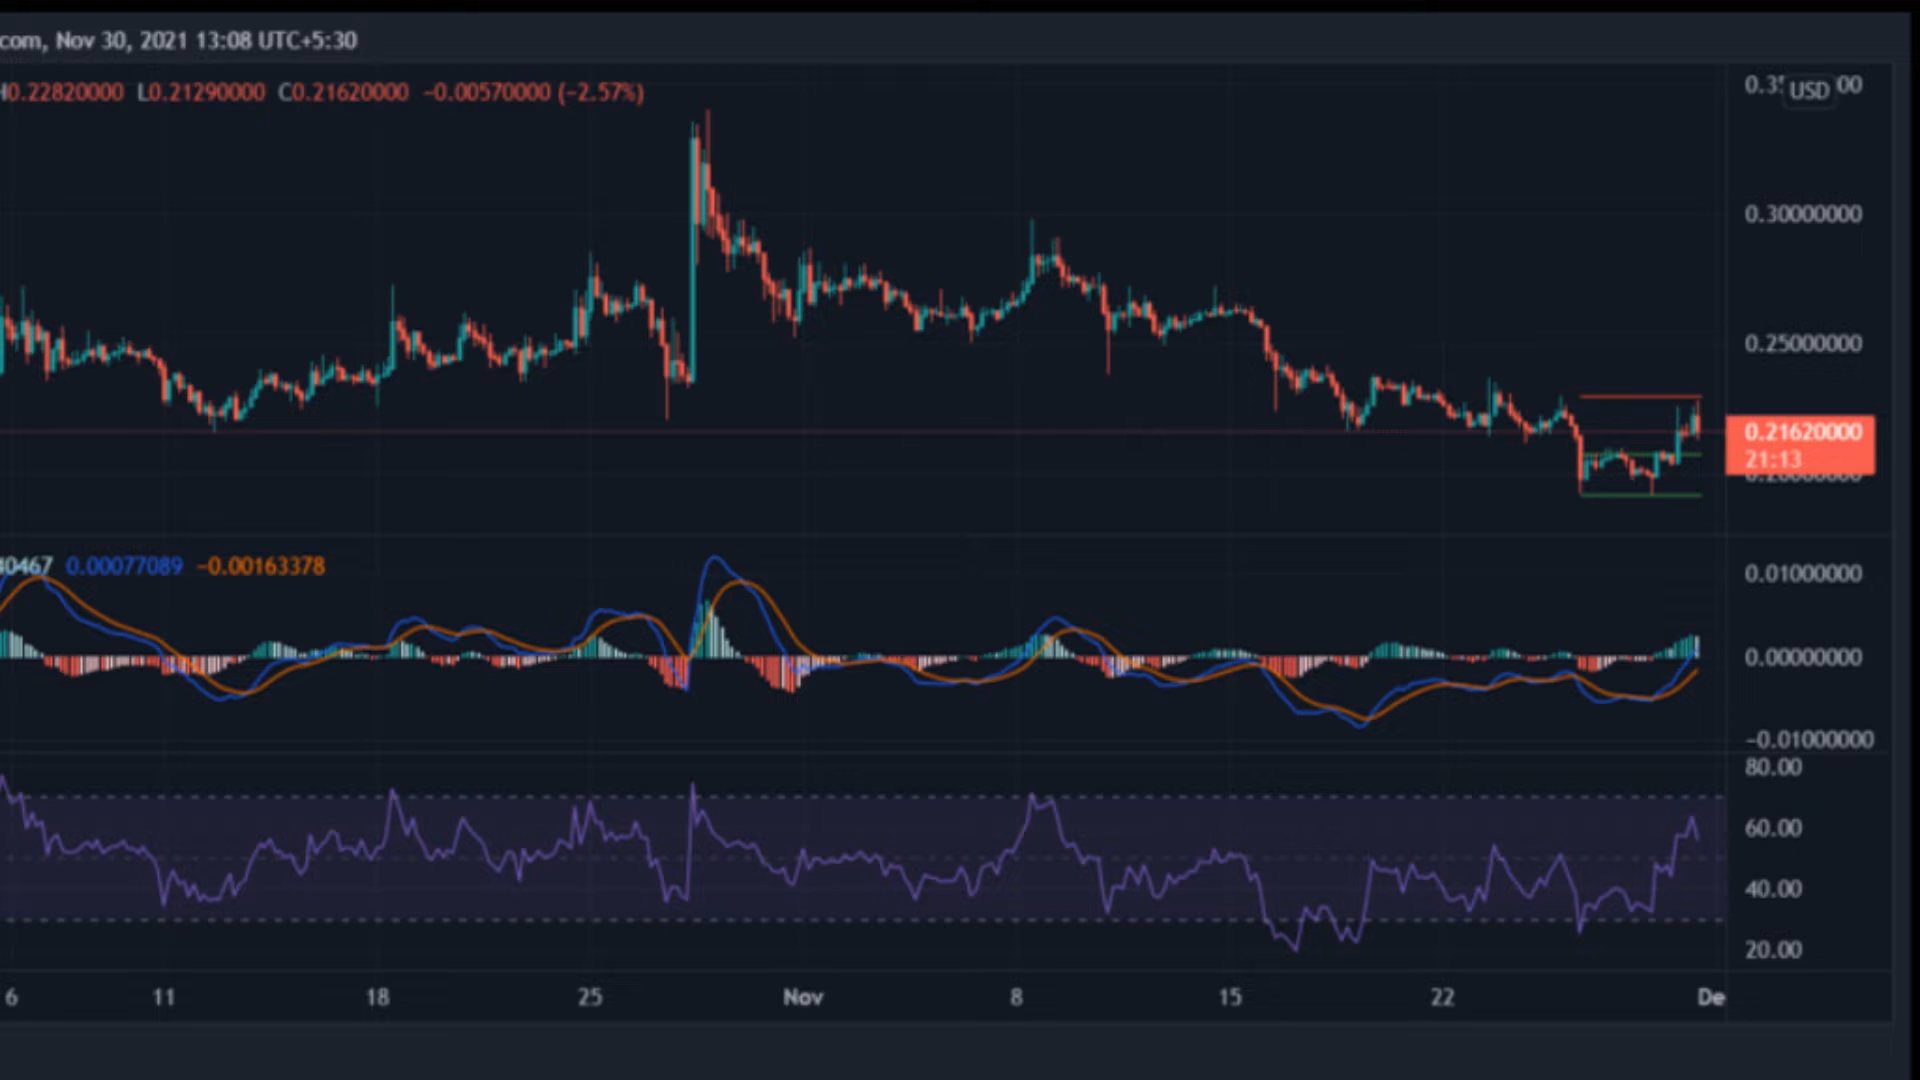 com, Nov 30, 2021 13:08 UTC+5:30
H0.22820000 L0.21290000 C0.21620000 −0.00570000 (−2.57%)
USD
0.30000000
0.25000000
0.21620000
21:13
40467 0.00077089 −0.00163378
0.01000000
0.00000000
−0.01000000
80.00
60.00
40.00
20.00
6 11 18 25 Nov 8 15 22 De